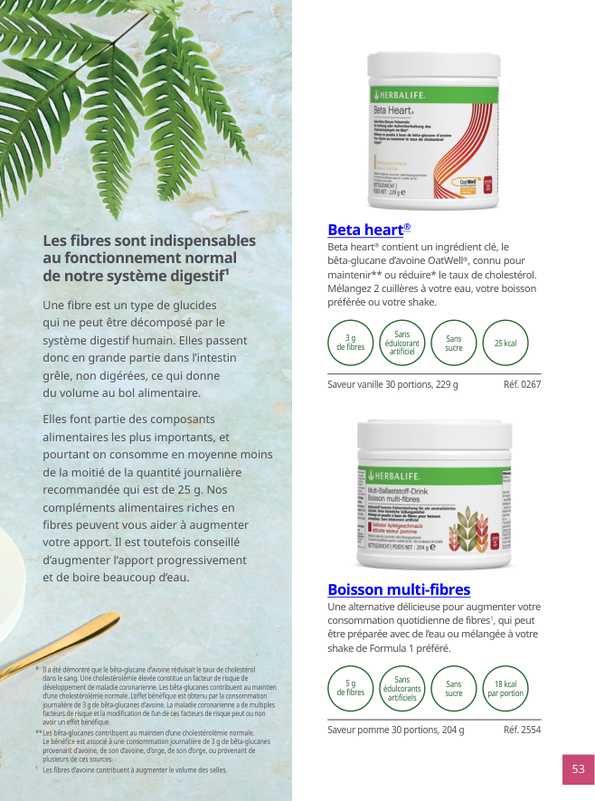 Les fibres sont indispensables
au fonctionnement normal
de notre système digestif¹
Une fibre est un type de glucides
qui ne peut être décomposé par le
système digestif humain. Elles passent
donc en grande partie dans l'intestin
grêle, non digérées, ce qui donne
du volume au bol alimentaire.
Elles font partie des composants
alimentaires les plus importants, et
pourtant on consomme en moyenne moins
de la moitié de la quantité journalière
recommandée qui est de 25 g. Nos
compléments alimentaires riches en
fibres peuvent vous aider à augmenter
votre apport. Il est toutefois conseillé
d'augmenter l'apport progressivement
et de boire beaucoup d'eau.
* Il a été démontré que le bêta-glucane d'avoine réduisait le taux de cholestérol
dans le sang. Une cholestérolémie élevée constitue un facteur de risque de
développement de maladie coronarienne. Les bêta-glucanes contribuent au maintien
d'une cholestérolémie normale. L'effet bénéfique est obtenu par la consommation
journalière de 3 g de bêta-glucanes d'avoine. La maladie coronarienne a de multiples
facteurs de risque et la modification de l'un de ces facteurs de risque peut ou non
avoir un effet bénéfique.
** Les bêta-glucanes contribuent au maintien d'une cholestérolémie normale.
Le bénéfice est associé à une consommation journalière de 3 g de bêta-glucanes
provenant d'avoine, de son d'avoine, d'orge, de son d'orge, ou provenant de
plusieurs de ces sources.
¹ Les fibres d'avoine contribuent à augmenter le volume des selles.
HERBALIFE.
Beta Heart®
OatWell
Beta heart®
Beta heart® contient un ingrédient clé, le
bêta-glucane d'avoine OatWell®, connu pour
maintenir** ou réduire* le taux de cholestérol.
Mélangez 2 cuillères à votre eau, votre boisson
préférée ou votre shake.
3 g
de fibres
Sans
édulcorant
artificiel
Sans
sucre
25 kcal
Saveur vanille 30 portions, 229 g Réf. 0267
HERBALIFE.
Multi-Ballaststoff-Drink
Boisson multi-fibres
NETTOGEWICHT / POIDS NET : 204 g e
Boisson multi-fibres
Une alternative délicieuse pour augmenter votre
consommation quotidienne de fibres¹, qui peut
être préparée avec de l'eau ou mélangée à votre
shake de Formula 1 préféré.
5 g
de fibres
Sans
édulcorants
artificiels
Sans
sucre
18 kcal
par portion
Saveur pomme 30 portions, 204 g Réf. 2554
53